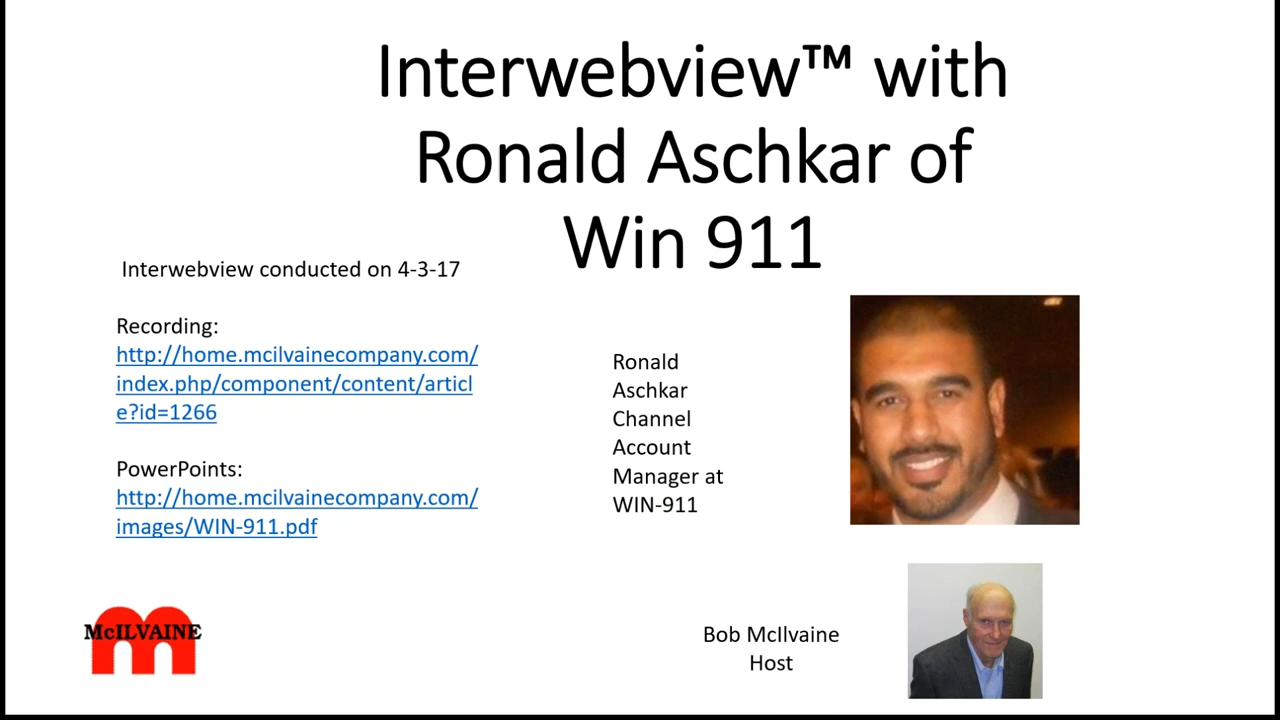 Interwebview™ with
Ronald Aschkar of
Win 911
Interwebview conducted on 4-3-17
Recording:
http://home.mcilvainecompany.com/
index.php/component/content/articl
e?id=1266
PowerPoints:
http://home.mcilvainecompany.com/
images/WIN-911.pdf
Ronald
Aschkar
Channel
Account
Manager at
WIN-911
McILVAINE
Bob McIlvaine
Host